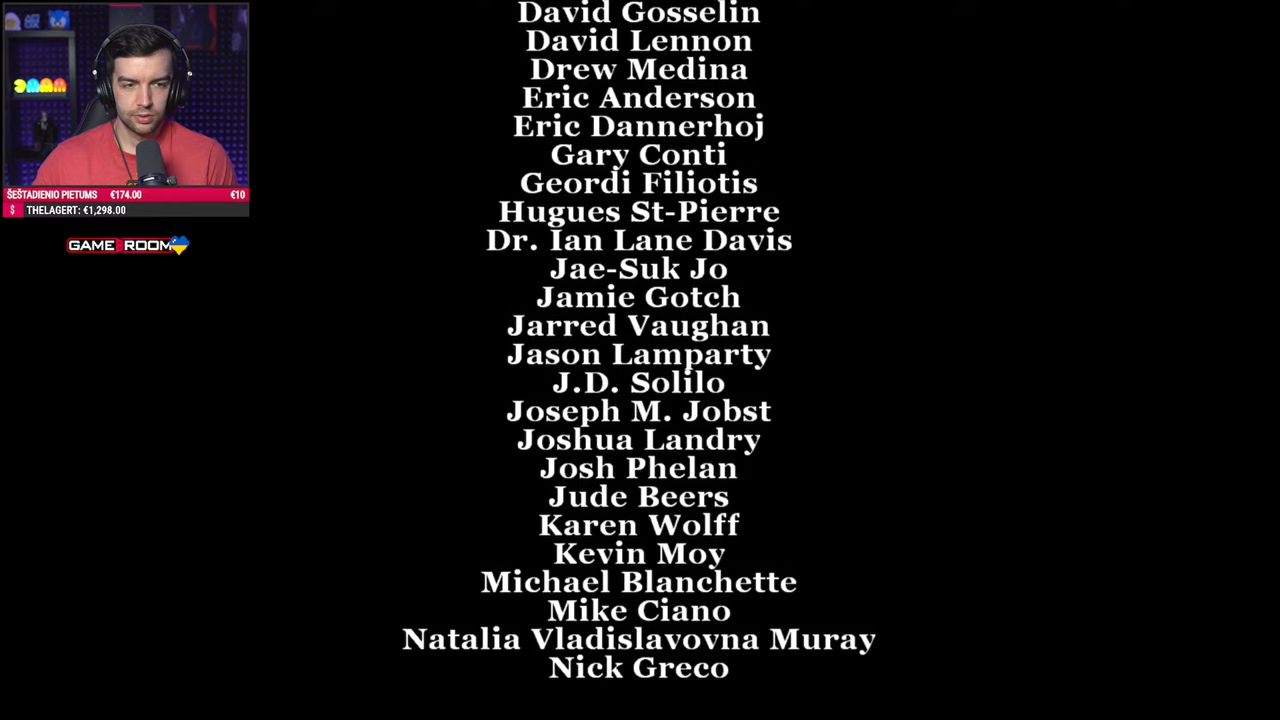 David Gosselin
David Lennon
Drew Medina
Eric Anderson
Eric Dannerhoj
Gary Conti
Geordi Filiotis
Hugues St-Pierre
Dr. Ian Lane Davis
Jae-Suk Jo
Jamie Gotch
Jarred Vaughan
Jason Lamparty
J.D. Solilo
Joseph M. Jobst
Joshua Landry
Josh Phelan
Jude Beers
Karen Wolff
Kevin Moy
Michael Blanchette
Mike Ciano
Natalia Vladislavovna Muray
Nick Greco
ŠEŠTADIENIO PIETUMS €174.00 €10
$ THELAGERT: €1,298.00
GAMEROOM